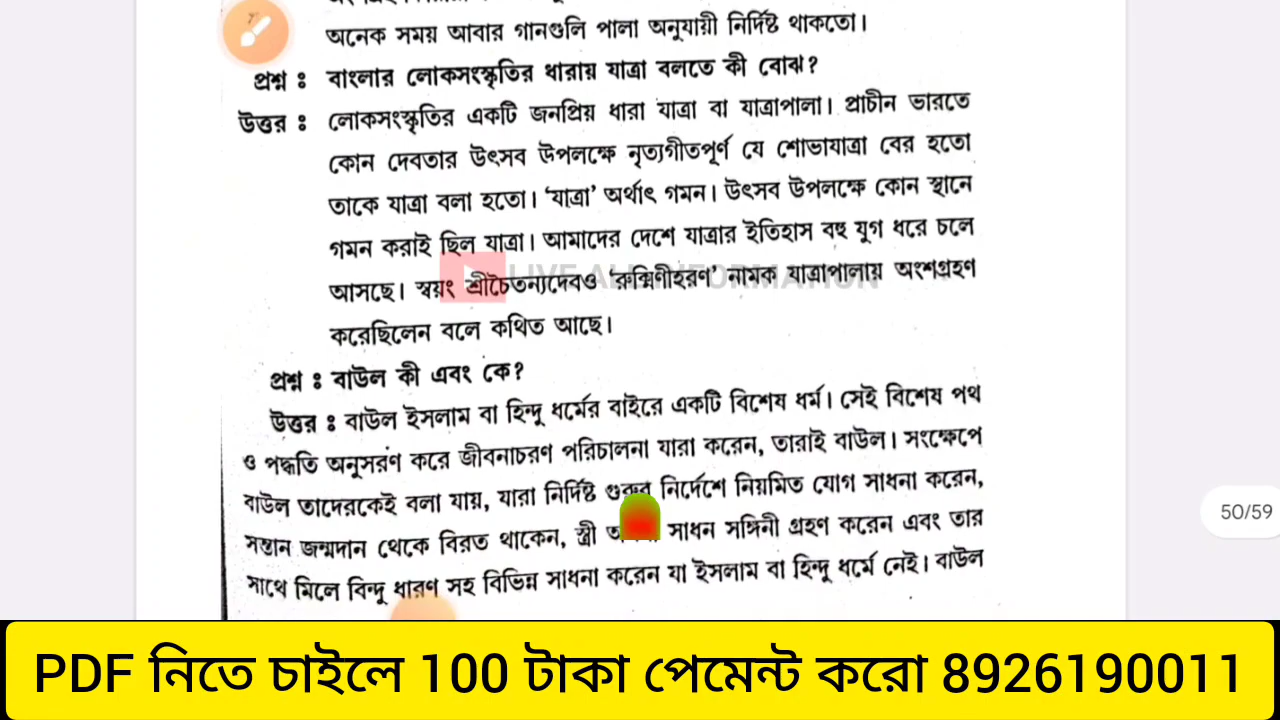 অনেক সময় আবার গানগুলি পালা অনুযায়ী নির্দিষ্ট থাকতো।
প্রশ্ন : বাংলার লোকসংস্কৃতির ধারায় যাত্রা বলতে কী বোঝ?
উত্তর : লোকসংস্কৃতির একটি জনপ্রিয় ধারা যাত্রা বা যাত্রাপালা। প্রাচীন ভারতে
কোন দেবতার উৎসব উপলক্ষে নৃত্যগীতপূর্ণ যে শোভাযাত্রা বের হতো
তাকে যাত্রা বলা হতো। ‘যাত্রা’ অর্থাৎ গমন। উৎসব উপলক্ষে কোন স্থানে
গমন করাই ছিল যাত্রা। আমাদের দেশে যাত্রার ইতিহাস বহু যুগ ধরে চলে
LIVE ALL INFORMATION
আসছে। স্বয়ং শ্রীচৈতন্যদেবও ‘রুক্মিণীহরণ’ নামক যাত্রাপালায় অংশগ্রহণ
করেছিলেন বলে কথিত আছে।
প্রশ্ন : বাউল কী এবং কে?
উত্তর : বাউল ইসলাম বা হিন্দু ধর্মের বাইরে একটি বিশেষ ধর্ম। সেই বিশেষ পথ
ও পদ্ধতি অনুসরণ করে জীবনাচরণ পরিচালনা যারা করেন, তারাই বাউল। সংক্ষেপে
বাউল তাদেরকেই বলা যায়, যারা নির্দিষ্ট গুরুর নির্দেশে নিয়মিত যোগ সাধনা করেন,
50/59
সন্তান জন্মদান থেকে বিরত থাকেন, স্ত্রী সাধন সঙ্গিনী গ্রহণ করেন এবং তার
সাথে মিলে বিন্দু ধারণ সহ বিভিন্ন সাধনা করেন যা ইসলাম বা হিন্দু ধর্মে নেই। বাউল
PDF নিতে চাইলে 100 টাকা পেমেন্ট করো 8926190011